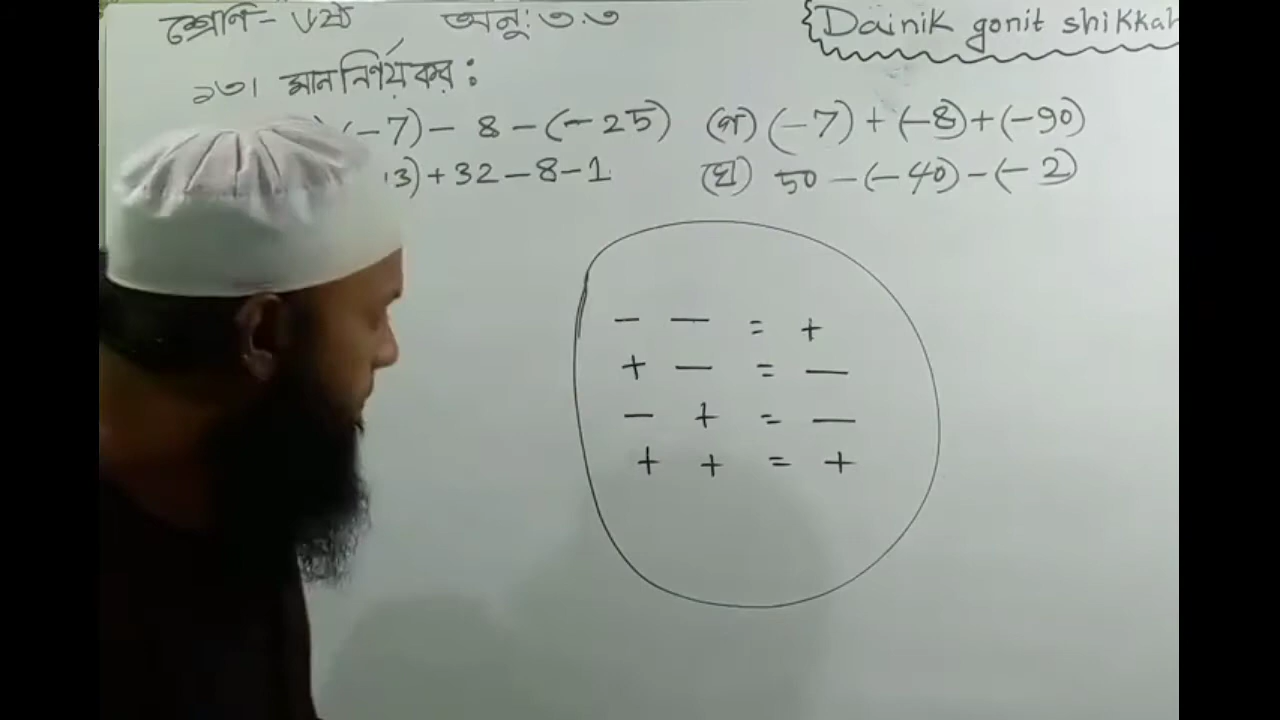 শ্রেণি - ৬ষ্ঠ অনু: ৩.৩ Dainik gonit shikkah
১৩। মান নির্ণয় কর:
(-7) - 8 - (-25) (গ) (-7) + (-8) + (-90)
13) + 32 - 8 - 1 (ঘ) 50 - (-40) - (-2)
- - = +
+ - = -
- + = -
+ + = +